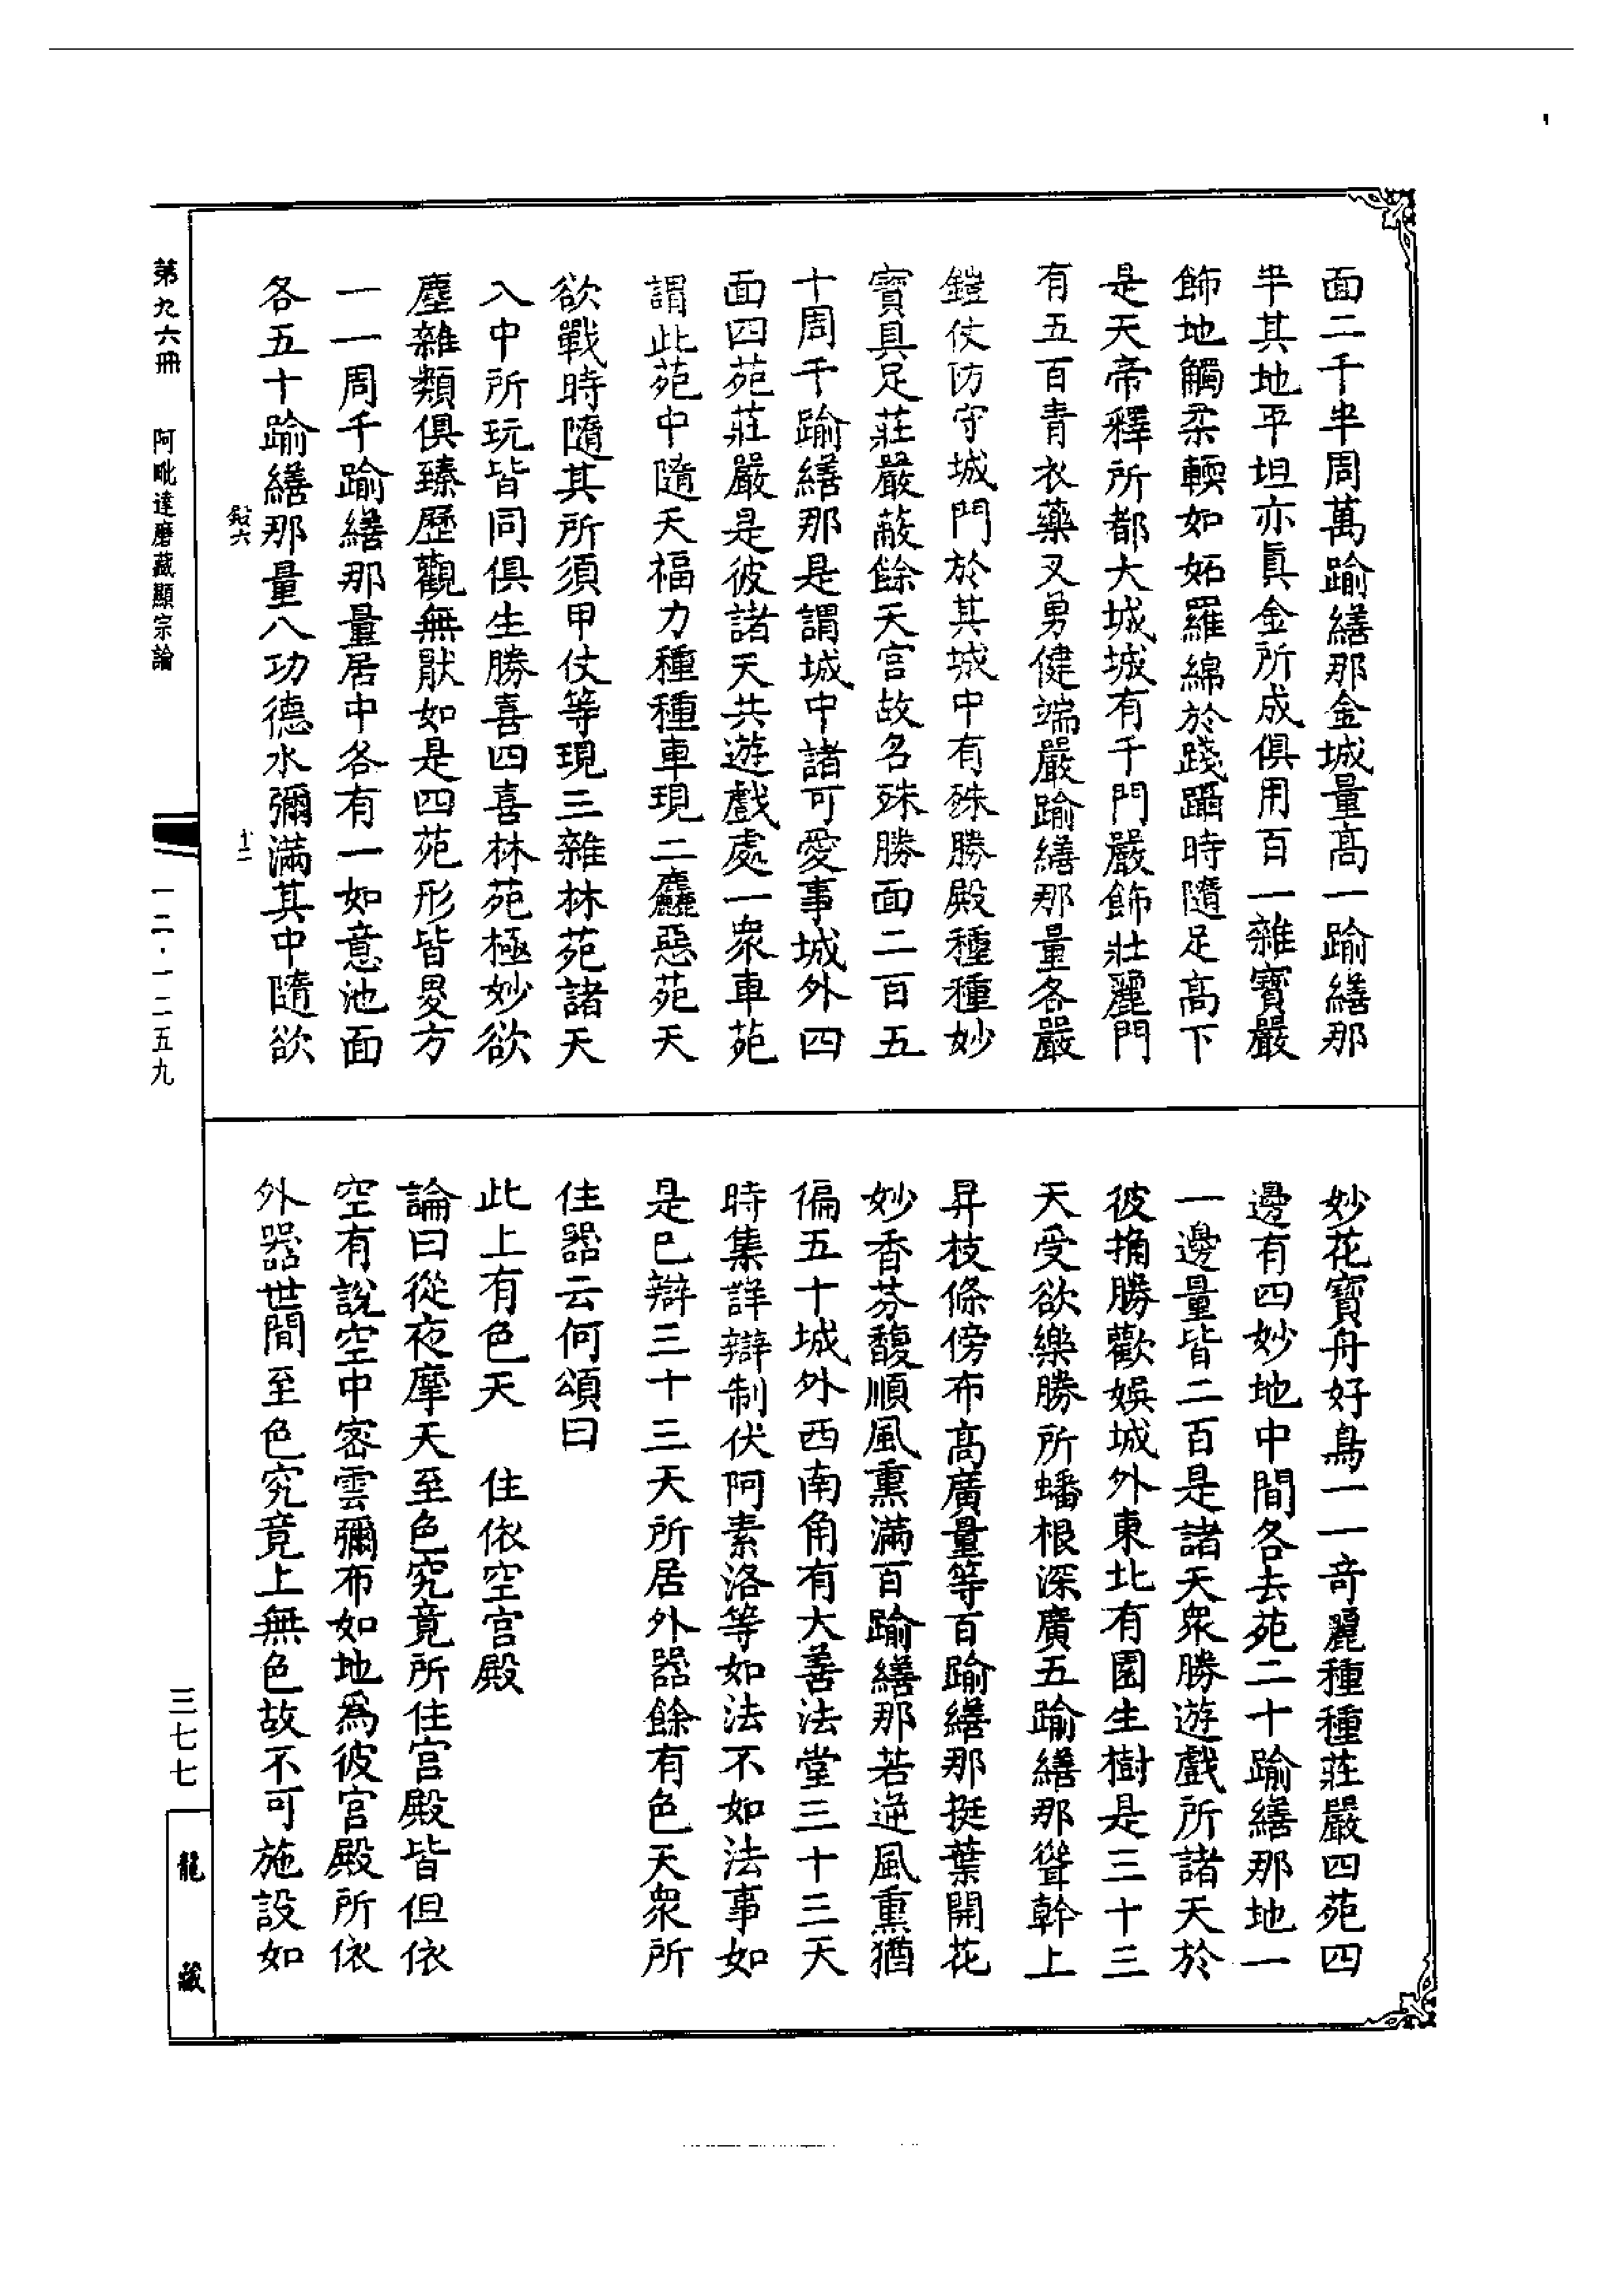 面二千半周萬踰繕那金城量高一踰繕那
半其地平坦亦眞金所成俱用百一雜寶嚴
飾地觸柔輭如妬羅綿於踐躡時隨足高下
是天帝釋所都大城城有千門嚴飾壯麗門
有五百青衣藥叉勇健端嚴踰繕那量各嚴
鎧仗防守城門於其城中有殊勝殿種種妙
寶具足莊嚴蔽餘天宮故名殊勝面二百五
十周千踰繕那是謂城中諸可愛事城外四
面四苑莊嚴是彼諸天共遊戲處一衆車苑
謂此苑中隨天福力種種車現二麤惡苑天
欲戰時隨其所須甲仗等現三雜林苑諸天
入中所玩皆同俱生勝喜四喜林苑極妙欲
塵雜類俱臻歷觀無猒如是四苑形皆畟方
一一周千踰繕那量居中各有一如意池面
各五十踰繕那量八功德水彌滿其中隨欲
妙花寶舟好鳥一一奇麗種種莊嚴四苑四
邊有四妙地中間各去苑二十踰繕那地一
一邊量皆二百是諸天衆勝遊戲所諸天於
彼捔勝歡娛城外東北有圓生樹是三十三
天受欲樂勝所蟠根深廣五踰繕那聳幹上
昇枝條傍布高廣量等百踰繕那挺葉開花
妙香芬馥順風熏滿百踰繕那若逆風熏猶
徧五十城外西南角有大善法堂三十三天
時集詳辯制伏阿素洛等如法不如法事如
是已辯三十三天所居外器餘有色天衆所
住器云何頌曰
此上有色天　住依空宮殿
論曰從夜摩天至色究竟所住宮殿皆但依
空有說空中密雲彌布如地爲彼宮殿所依
外器世間至色究竟上無色故不可施設如
第九六冊　阿毗達磨藏顯宗論
敁六
十二
一二・一二五九
三七七
龍藏